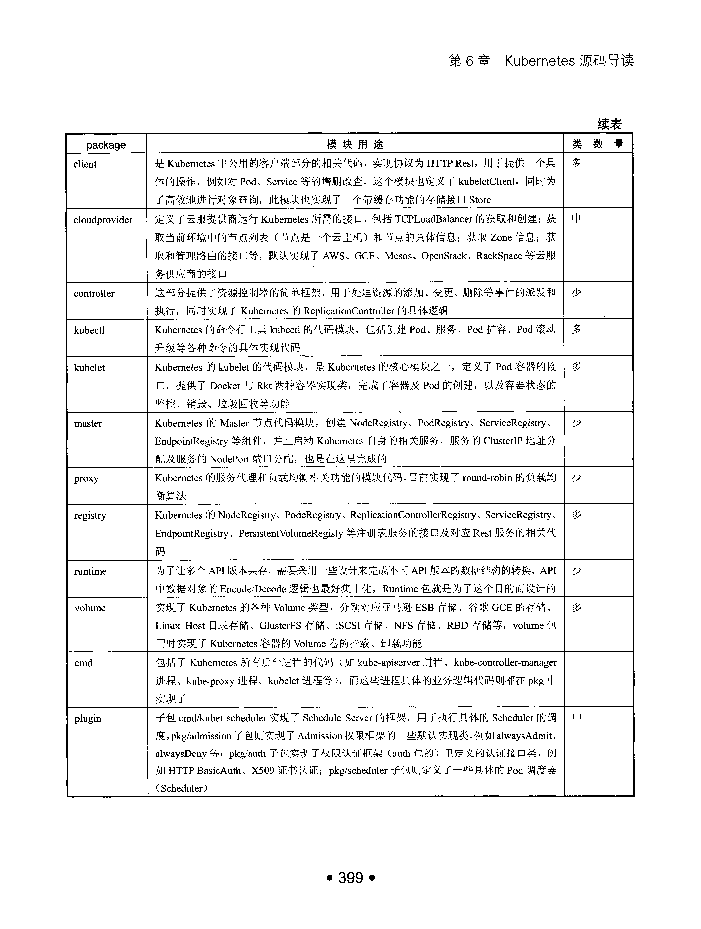 第 6 章 Kubernetes 源码导读
续表
package 模 块 用 途 类 数 量
client 是 Kubernetes 中公用的客户端部分的相关代码，实现协议为 HTTP Rest，用于提供一个具 多
体的操作，例如对 Pod、Service 等的增删改查，这个模块也定义了 kubeletClient，同时为
了高效地进行对象查询，此模块也实现了一个带缓存功能的存储接口 Store
cloudprovider 定义了云服务提供商运行 Kubernetes 所需的接口，包括 TCPLoadBalancer 的获取和创建；获 中
取当前环境中的节点列表（节点是一个云主机）和节点的具体信息；获取 Zone 信息；获
取和管理路由的接口等，默认实现了 AWS、GCE、Mesos、OpenStack、RackSpace 等云服
务供应商的接口
controller 这部分提供了资源控制器的简单框架，用于处理资源的添加、变更、删除等事件的派发和 少
执行，同时实现了 Kubernetes 的 ReplicationController 的具体逻辑
kubectl Kubernetes 的命令行工具 kubectl 的代码模块，包括创建 Pod、服务、Pod 扩容、Pod 滚动 多
升级等各种命令的具体实现代码
kubelet Kubernetes 的 kubelet 的代码模块，是 Kubernetes 的核心模块之一，定义了 Pod 容器的接 多
口，提供了 Docker 与 Rkt 两种容器实现类，完成了容器及 Pod 的创建，以及容器状态的
监控、销毁、垃圾回收等功能
master Kubernetes 的 Master 节点代码模块，创建 NodeRegistry、PodRegistry、ServiceRegistry、 少
EndpointRegistry 等组件，并且启动 Kubernetes 自身的相关服务，服务的 ClusterIP 地址分
配及服务的 NodePort 端口分配，也是在这里完成的
proxy Kubernetes 的服务代理和负载均衡相关功能的模块代码，目前实现了 round-robin 的负载均 少
衡算法
registry Kubernetes 的 NodeRegistry、PodeRegistry、ReplicationControllerRegistry、ServiceRegistry、 多
EndpointRegistry、PersistentVolumeRegisly 等注册表服务的接口及对应 Rest 服务的相关代
码
runtime 为了让多个 API 版本共存，需要采用一些设计来完成不同 API 版本的数据结构的转换，API 少
中数据对象的 Encode/Decode 逻辑也最好集中化，Runtime 包就是为了这个目的而设计的
volume 实现了 Kubernetes 的各种 Volume 类型，分别对应亚马逊 ESB 存储、谷歌 GCE 的存储、 多
Linux Host 目录存储、GlusterFS 存储、iSCSI 存储、NFS 存储、RBD 存储等，volume 包
同时实现了 Kubernetes 容器的 Volume 卷的挂载、卸载功能
cmd 包括了 Kubernetes 所有后台进程的代码（如 kube-apiserver 进程、kube-controller-manager
进程、kube-proxy 进程、kubelet 进程等），而这些进程具体的业务逻辑代码则都在 pkg 中
实现了
plugin 子包 cmd/kuber-scheduler 实现了 Schedule Server 的框架，用于执行具体的 Scheduler 的调 中
度，pkg/admission 子包则实现了 Admission 权限框架的一些默认实现类，例如 alwaysAdmit、
alwaysDeny 等；pkg/auth 子包实现了权限认证框架（auth 包的）里定义的认证接口类，例
如 HTTP BasicAuth、X509 证书认证；pkg/scheduler 子包则定义了一些具体的 Pod 调度器
（Scheduler）
• 399 •